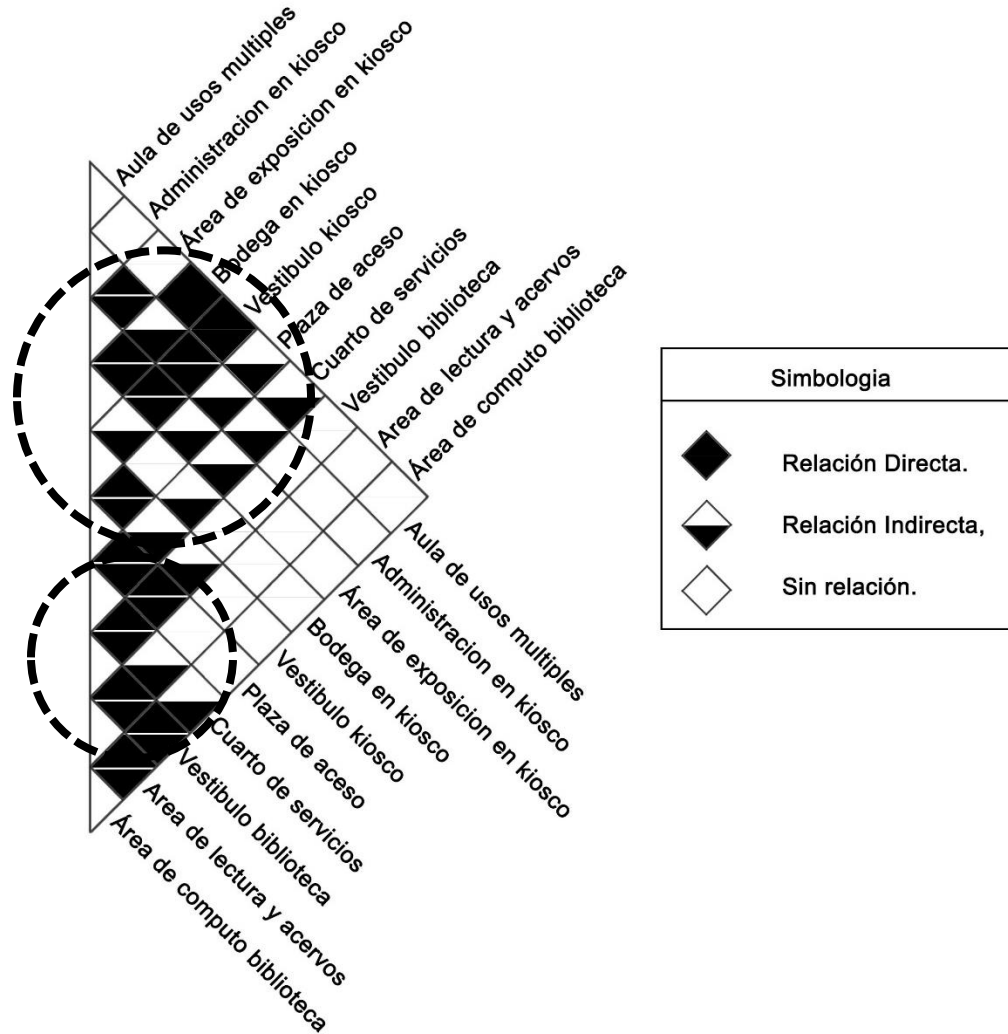 Aula de usos multiples
Administracion en kiosco
Área de exposicion en kiosco
Bodega en kiosco
Vestibulo kiosco
Plaza de aceso
Cuarto de servicios
Vestibulo biblioteca
Area de lectura y acervos
Área de computo biblioteca
Aula de usos multiples
Administracion en kiosco
Área de exposicion en kiosco
Bodega en kiosco
Vestibulo kiosco
Plaza de aceso
Cuarto de servicios
Vestibulo biblioteca
Area de lectura y acervos
Área de computo biblioteca
Simbologia
Relación Directa.
Relación Indirecta,
Sin relación.